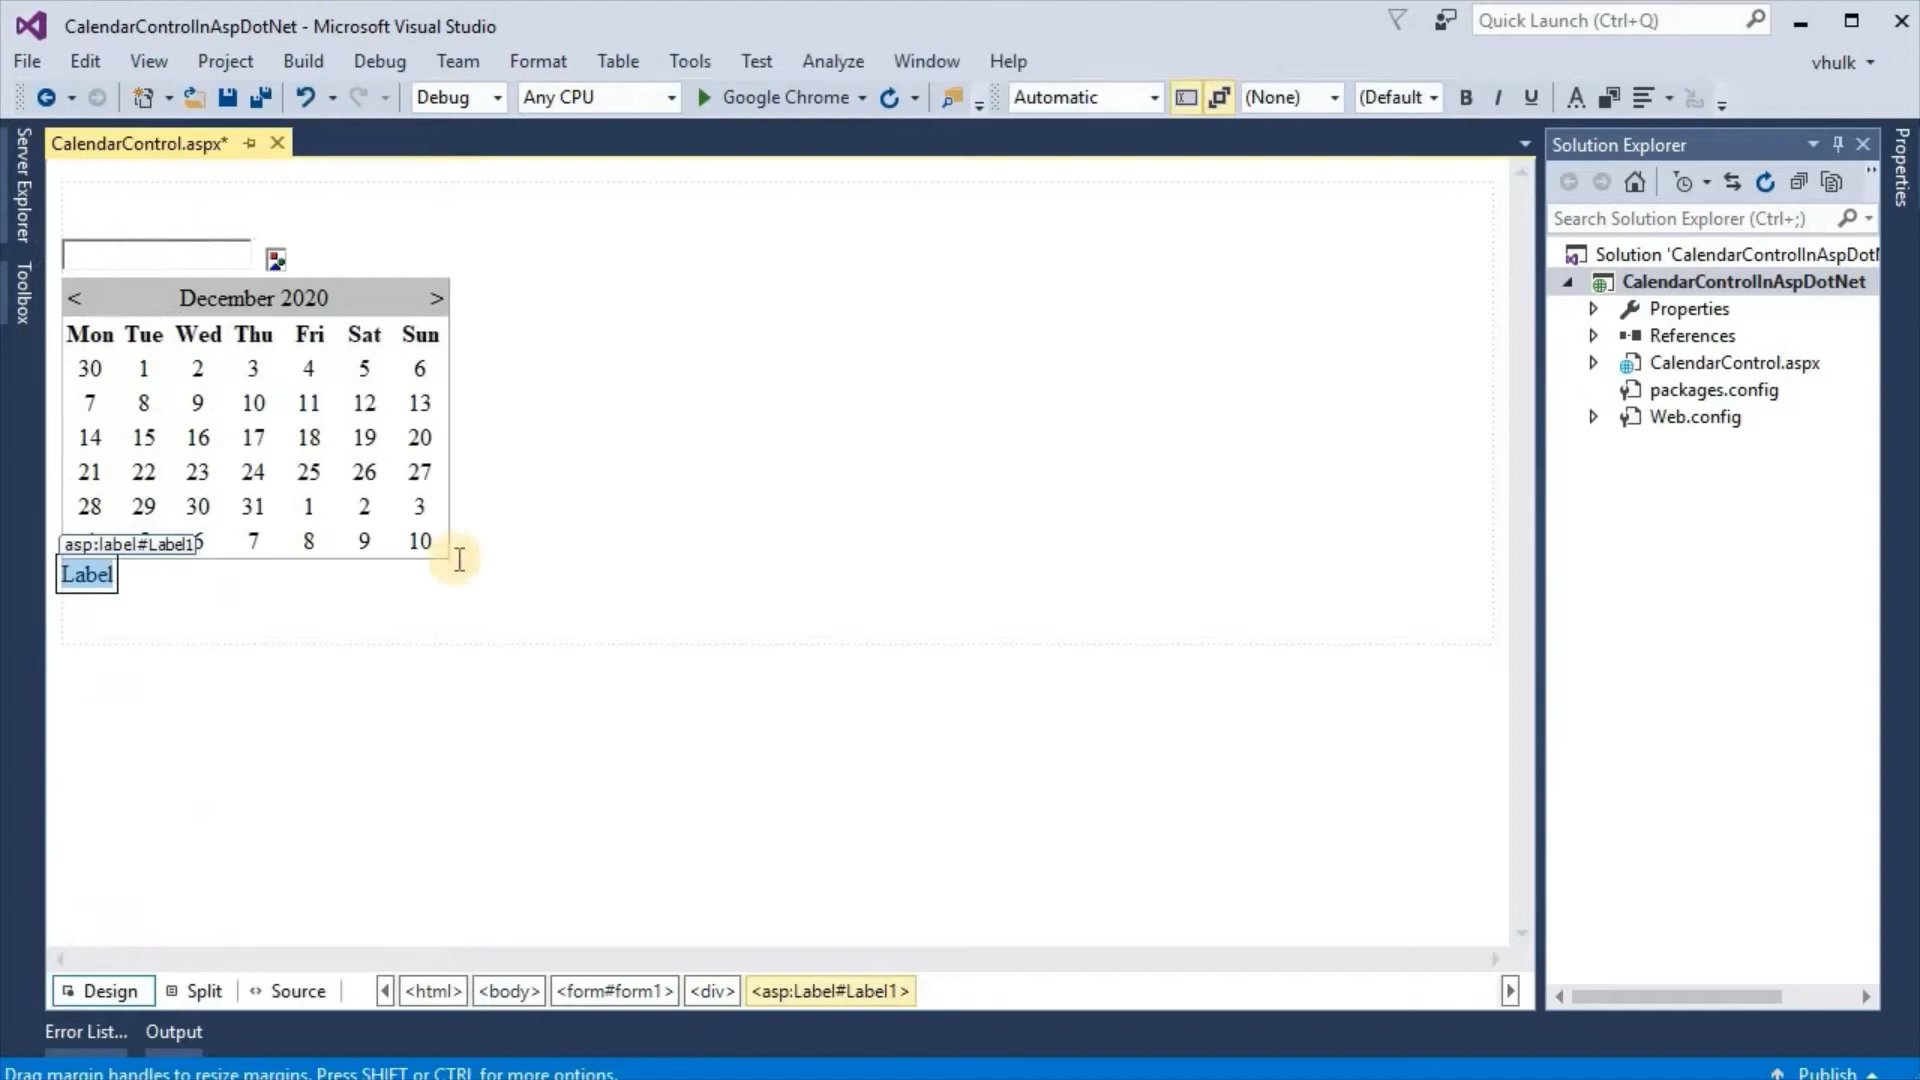 CalendarControlInAspDotNet - Microsoft Visual Studio
Quick Launch (Ctrl+Q)
File Edit View Project Build Debug Team Format Table Tools Test Analyze Window Help
vhulk
Debug Any CPU Google Chrome Automatic (None) (Default B I U A
Server Explorer
Toolbox
CalendarControl.aspx*
< December 2020 >
Mon Tue Wed Thu Fri Sat Sun
30 1 2 3 4 5 6
7 8 9 10 11 12 13
14 15 16 17 18 19 20
21 22 23 24 25 26 27
28 29 30 31 1 2 3
6 7 8 9 10
asp:label#Label1
Label
Solution Explorer
Search Solution Explorer (Ctrl+;)
Solution 'CalendarControlInAspDot
CalendarControlInAspDotNet
Properties
References
CalendarControl.aspx
packages.config
Web.config
Properties
Design Split Source <html> <body> <form#form1> <div> <asp:Label#Label1>
Error List... Output
Drag margin handles to resize margins. Press SHIFT or CTRL for more options.
Publish